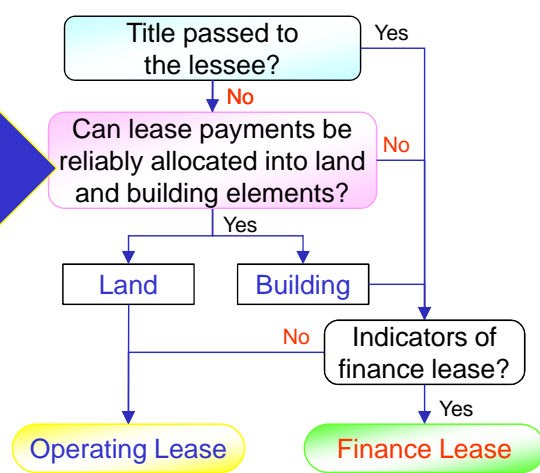 Title passed to
the lessee?
Yes
No
Can lease payments be
reliably allocated into land
and building elements?
No
Yes
Land
Building
No
Indicators of
finance lease?
Yes
Operating Lease
Finance Lease